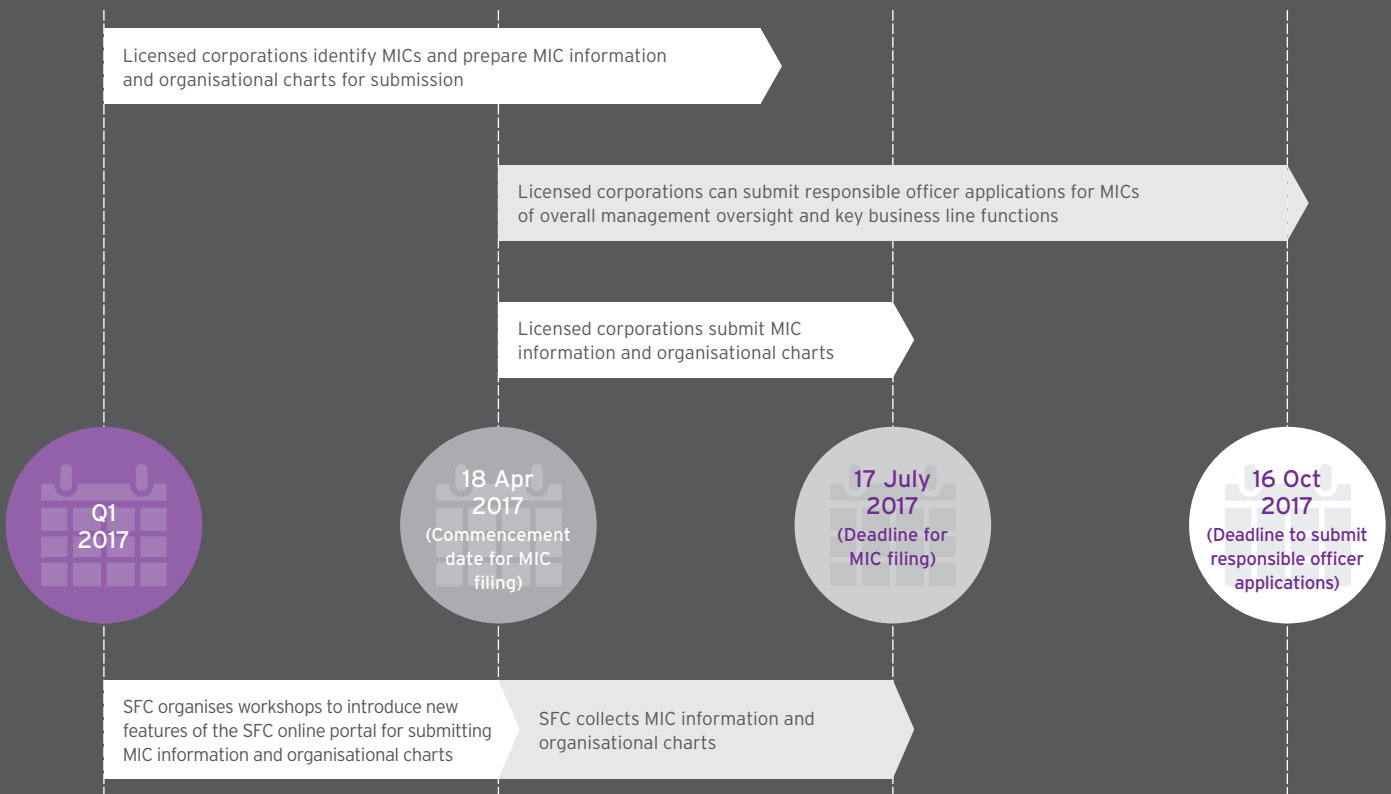 Licensed corporations identify MICs and prepare MIC information
and organisational charts for submission
Licensed corporations can submit responsible officer applications for MICs
of overall management oversight and key business line functions
Licensed corporations submit MIC
information and organisational charts
Q1
2017
18 Apr
2017
(Commencement
date for MIC
filing)
17 July
2017
(Deadline for
MIC filing)
16 Oct
2017
(Deadline to submit
responsible officer
applications)
SFC organises workshops to introduce new
features of the SFC online portal for submitting
MIC information and organisational charts
SFC collects MIC information and
organisational charts